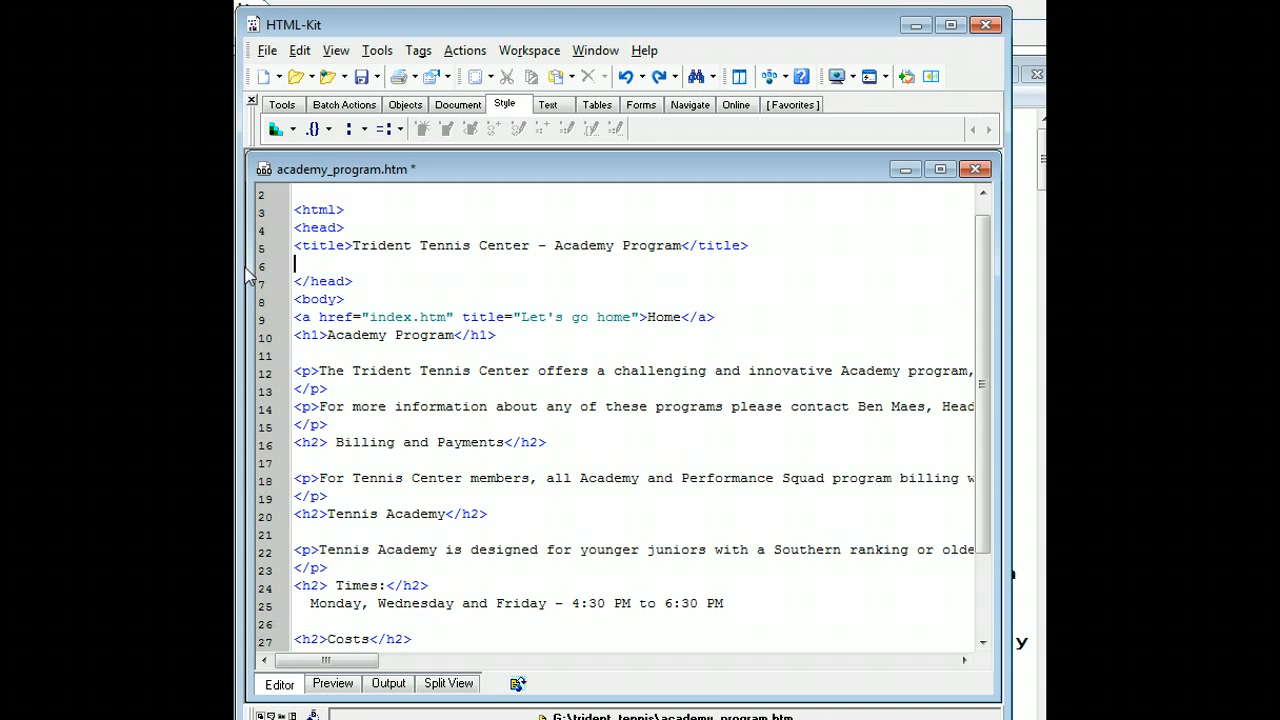 HTML-Kit
File Edit View Tools Tags Actions Workspace Window Help
Tools Batch Actions Objects Document Style Text Tables Forms Navigate Online [ Favorites ]
academy_program.htm *
2
3 <html>
4 <head>
5 <title>Trident Tennis Center - Academy Program</title>
6
7 </head>
8 <body>
9 <a href="index.htm" title="Let's go home">Home</a>
10 <h1>Academy Program</h1>
11
12 <p>The Trident Tennis Center offers a challenging and innovative Academy program,
13 </p>
14 <p>For more information about any of these programs please contact Ben Maes, Head
15 </p>
16 <h2> Billing and Payments</h2>
17
18 <p>For Tennis Center members, all Academy and Performance Squad program billing w
19 </p>
20 <h2>Tennis Academy</h2>
21
22 <p>Tennis Academy is designed for younger juniors with a Southern ranking or olde
23 </p>
24 <h2> Times:</h2>
25 Monday, Wednesday and Friday - 4:30 PM to 6:30 PM
26
27 <h2>Costs</h2>
Editor Preview Output Split View
G:\trident_tennis\academy_program.htm
y